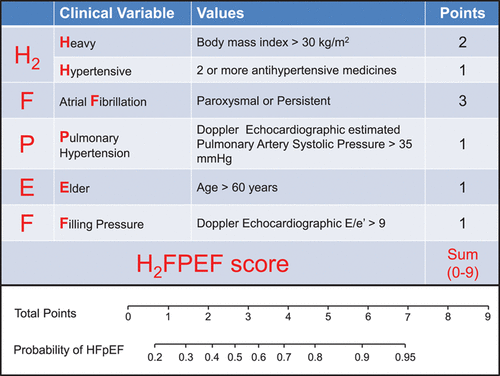 Clinical Variable Values Points
H2 Heavy Body mass index > 30 kg/m2 2
Hypertensive 2 or more antihypertensive medicines 1
F Atrial Fibrillation Paroxysmal or Persistent 3
P Pulmonary Hypertension Doppler Echocardiographic estimated Pulmonary Artery Systolic Pressure > 35 mmHg 1
E Elder Age > 60 years 1
F Filling Pressure Doppler Echocardiographic E/e' > 9 1
H2FPEF score Sum (0-9)
Total Points 0 1 2 3 4 5 6 7 8 9
Probability of HFpEF 0.2 0.3 0.4 0.5 0.6 0.7 0.8 0.9 0.95